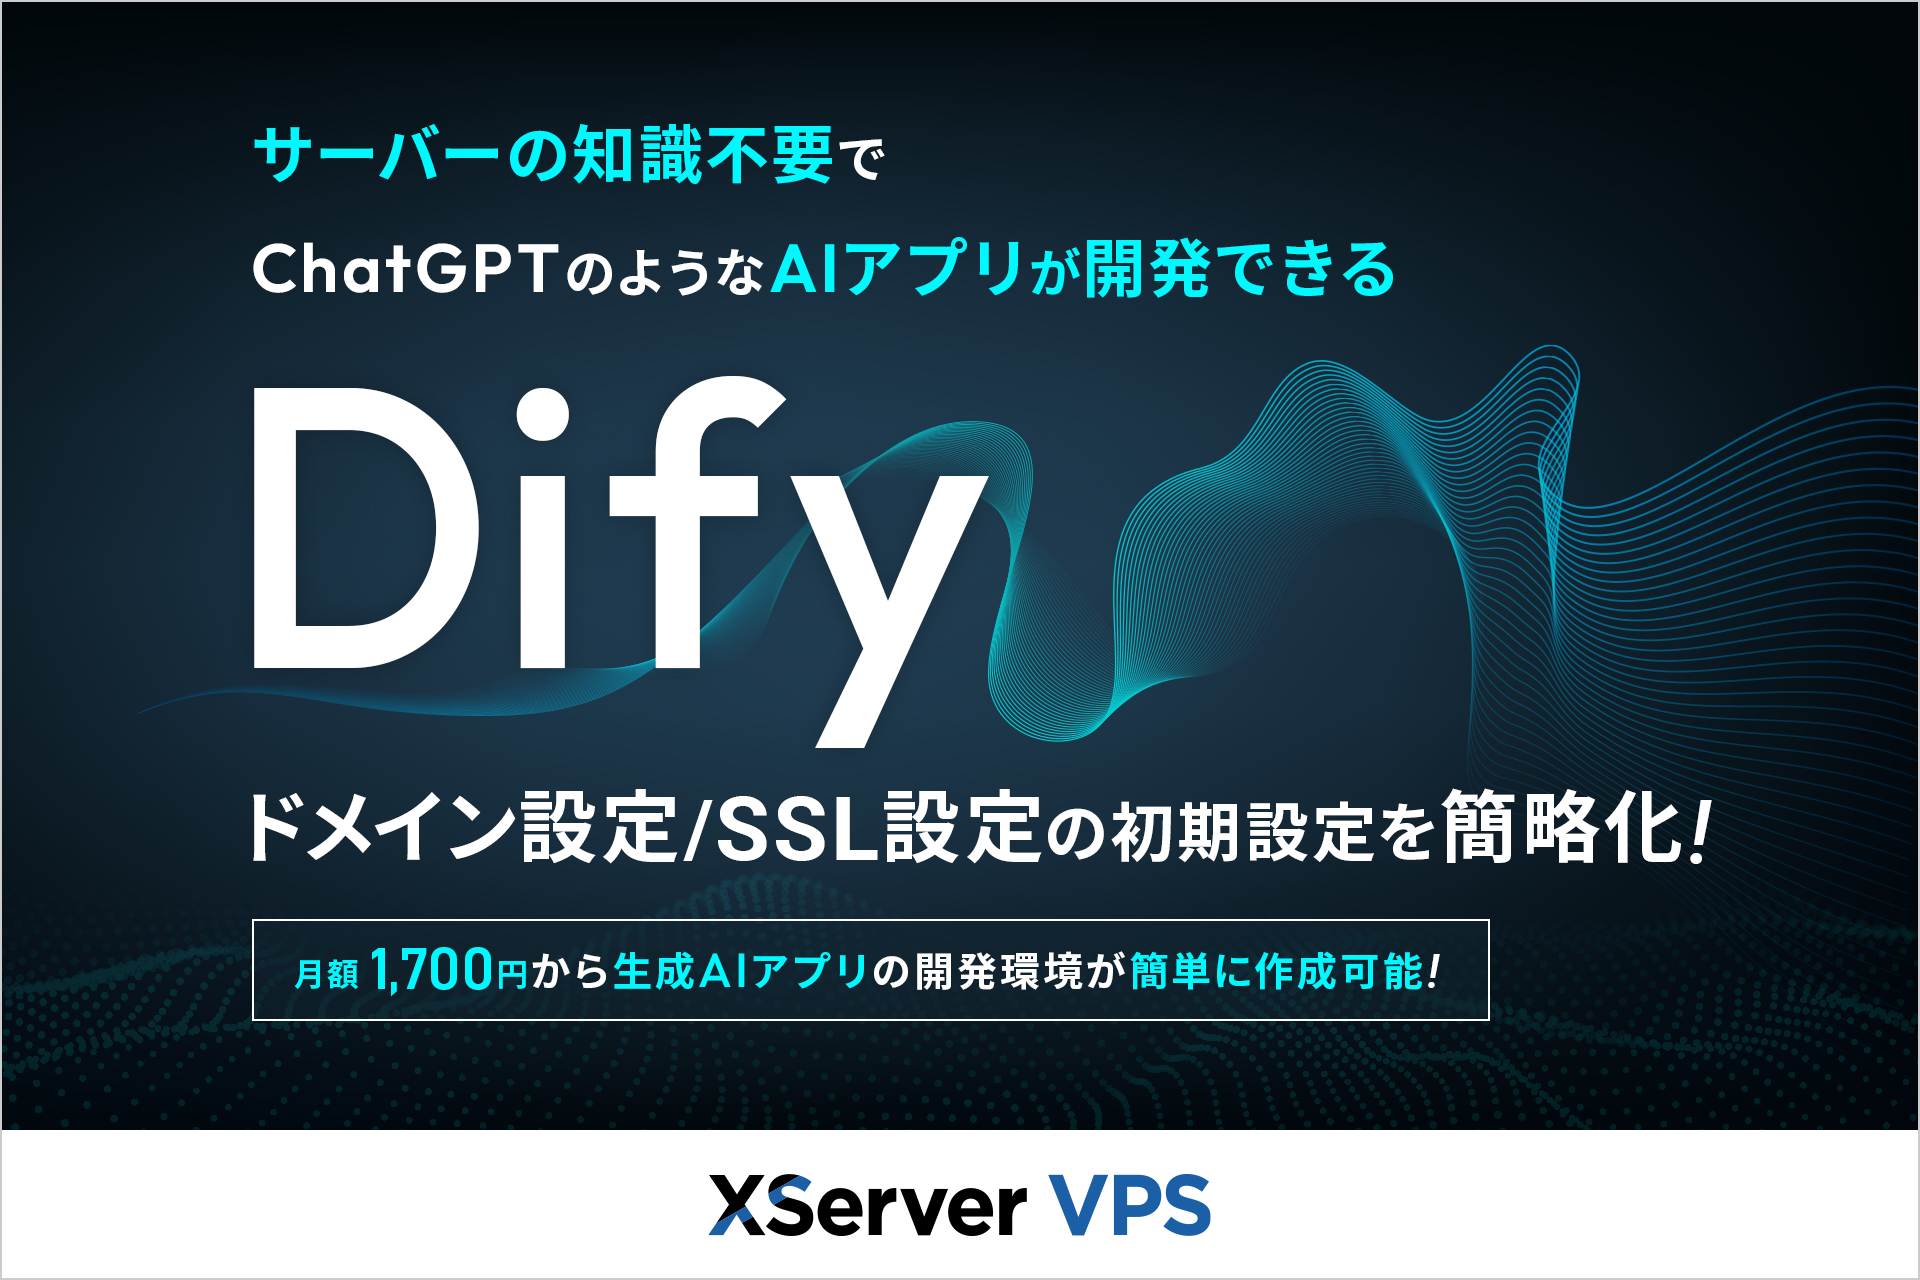 サーバーの知識不要で
ChatGPTのようなAIアプリが開発できる
Dify
ドメイン設定/SSL設定の初期設定を簡略化!
月額 1,700円から生成AIアプリの開発環境が簡単に作成可能!
XServer VPS